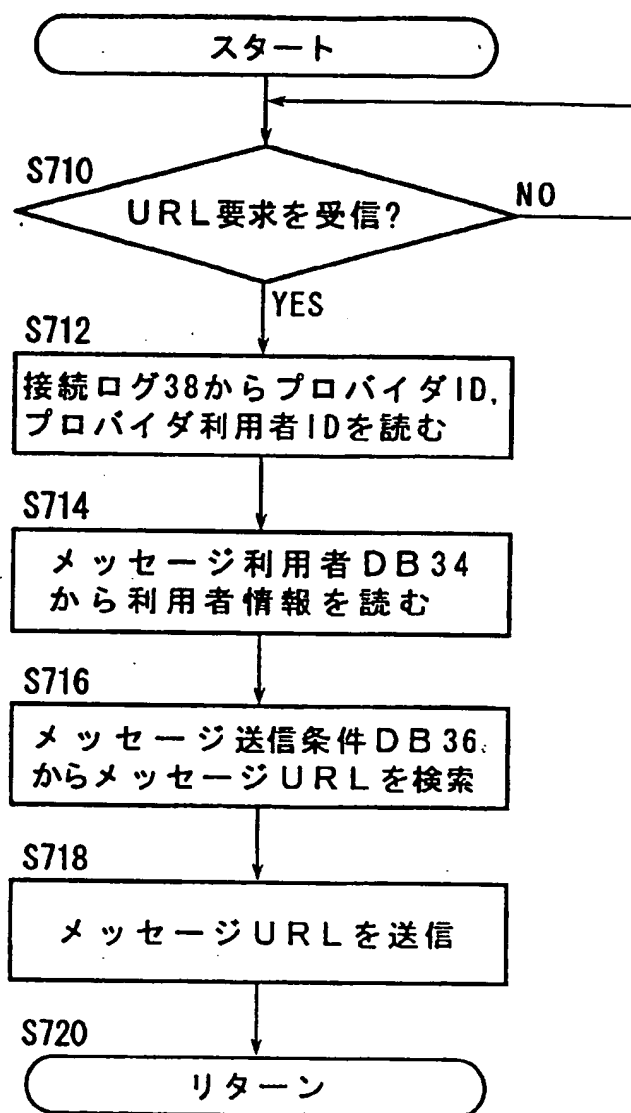 スタート
S710
URL要求を受信?
NO
YES
S712
接続ログ38からプロバイダID,
プロバイダ利用者IDを読む
S714
メッセージ利用者DB34
から利用者情報を読む
S716
メッセージ送信条件DB36
からメッセージURLを検索
S718
メッセージURLを送信
S720
リターン